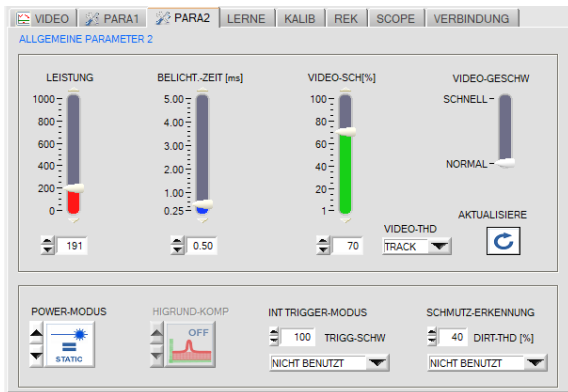 VIDEO PARA1 PARA2 LERNE KALIB REK SCOPE VERBINDUNG
ALLGEMEINE PARAMETER 2
LEISTUNG BELICHT.-ZEIT [ms] VIDEO-SCH[%] VIDEO-GESCHW
1000 5.00 100 SCHNELL
800 4.00 80
600 3.00 60
400 2.00 40 NORMAL
200 1.00 20
0 0.25 1 AKTUALISIERE
VIDEO-THD
191 0.50 70 TRACK
POWER-MODUS HIGRUND-KOMP INT TRIGGER-MODUS SCHMUTZ-ERKENNUNG
OFF 100 TRIGG-SCHW 40 DIRT-THD [%]
STATIC NICHT BENUTZT NICHT BENUTZT